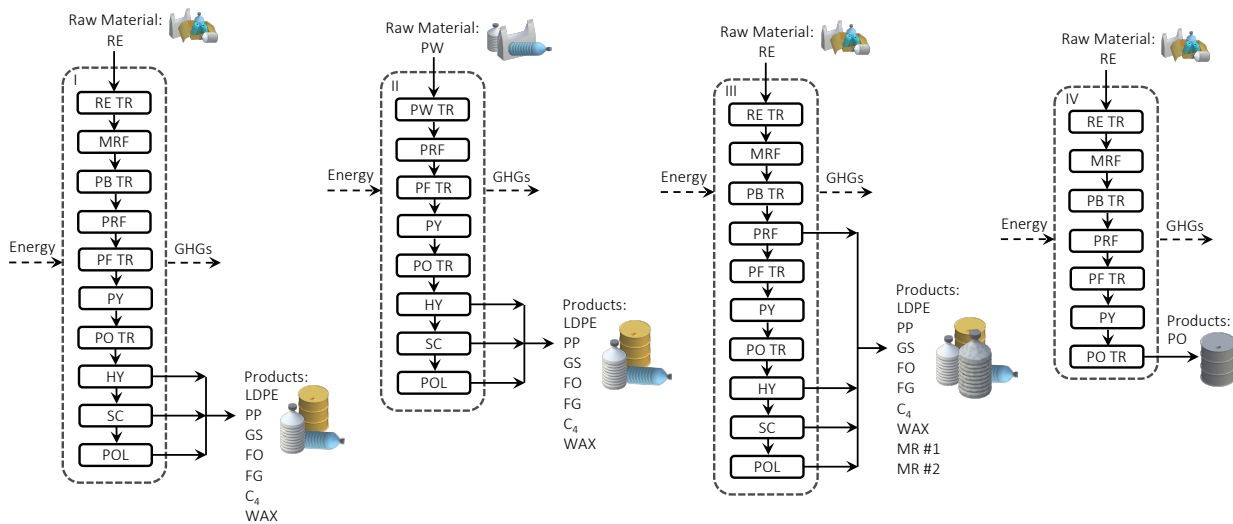 Raw Material:
RE
I
RE TR
MRF
PB TR
PRF
PF TR
PY
PO TR
HY
SC
POL
Energy
GHGs
Products:
LDPE
PP
GS
FO
FG
C₄
WAX
Raw Material:
PW
II
PW TR
PRF
PF TR
PY
PO TR
HY
SC
POL
Energy
GHGs
Products:
LDPE
PP
GS
FO
FG
C₄
WAX
Raw Material:
RE
III
RE TR
MRF
PB TR
PRF
PF TR
PY
PO TR
HY
SC
POL
Energy
GHGs
Products:
LDPE
PP
GS
FO
FG
C₄
WAX
MR #1
MR #2
Raw Material:
RE
IV
RE TR
MRF
PB TR
PRF
PF TR
PY
PO TR
Energy
GHGs
Products:
PO